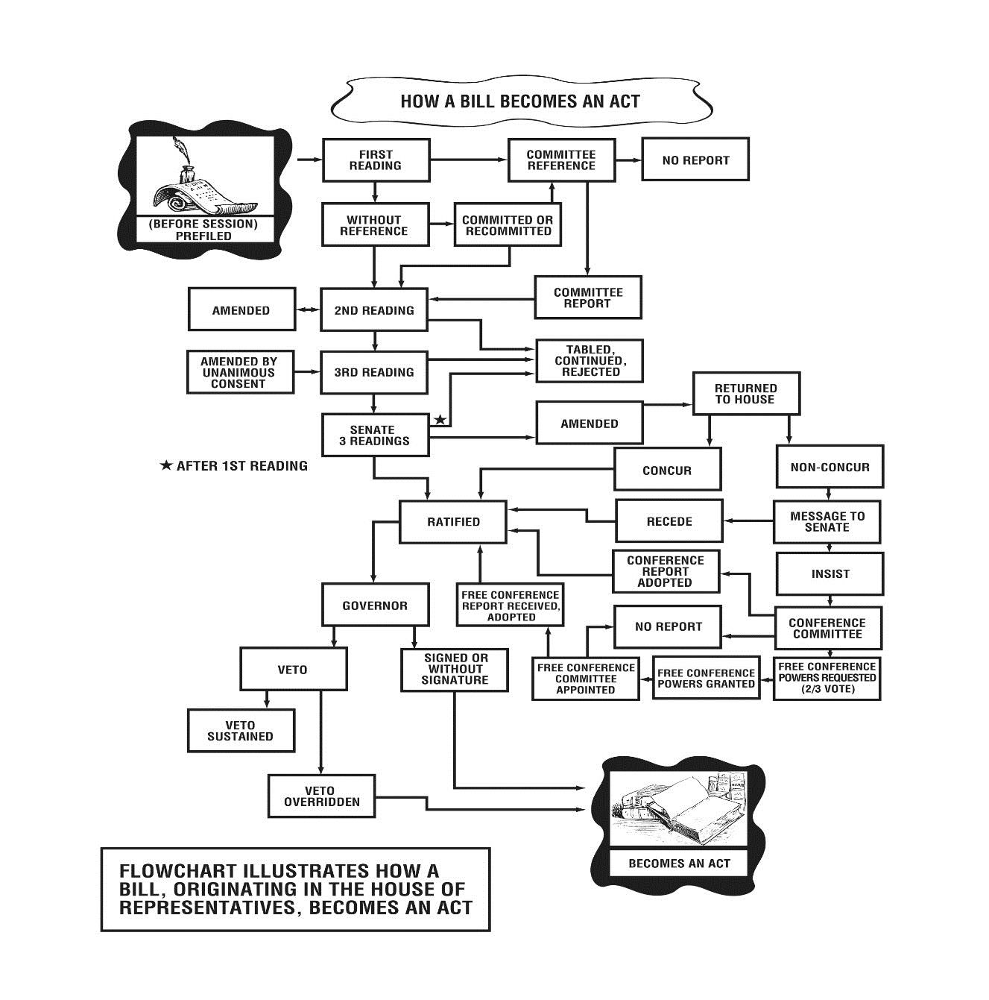 HOW A BILL BECOMES AN ACT
(BEFORE SESSION)
PREFILED
FIRST
READING
COMMITTEE
REFERENCE
NO REPORT
WITHOUT
REFERENCE
COMMITTED OR
RECOMMITTED
COMMITTEE
REPORT
AMENDED
2ND READING
AMENDED BY
UNANIMOUS
CONSENT
3RD READING
TABLED,
CONTINUED,
REJECTED
RETURNED
TO HOUSE
SENATE
3 READINGS
★
AMENDED
★ AFTER 1ST READING
CONCUR
NON-CONCUR
RATIFIED
RECEDE
MESSAGE TO
SENATE
CONFERENCE
REPORT
ADOPTED
INSIST
GOVERNOR
FREE CONFERENCE
REPORT RECEIVED,
ADOPTED
NO REPORT
CONFERENCE
COMMITTEE
VETO
SIGNED OR
WITHOUT
SIGNATURE
FREE CONFERENCE
COMMITTEE
APPOINTED
FREE CONFERENCE
POWERS GRANTED
FREE CONFERENCE
POWERS REQUESTED
(2/3 VOTE)
VETO
SUSTAINED
VETO
OVERRIDDEN
BECOMES AN ACT
FLOWCHART ILLUSTRATES HOW A
BILL, ORIGINATING IN THE HOUSE OF
REPRESENTATIVES, BECOMES AN ACT